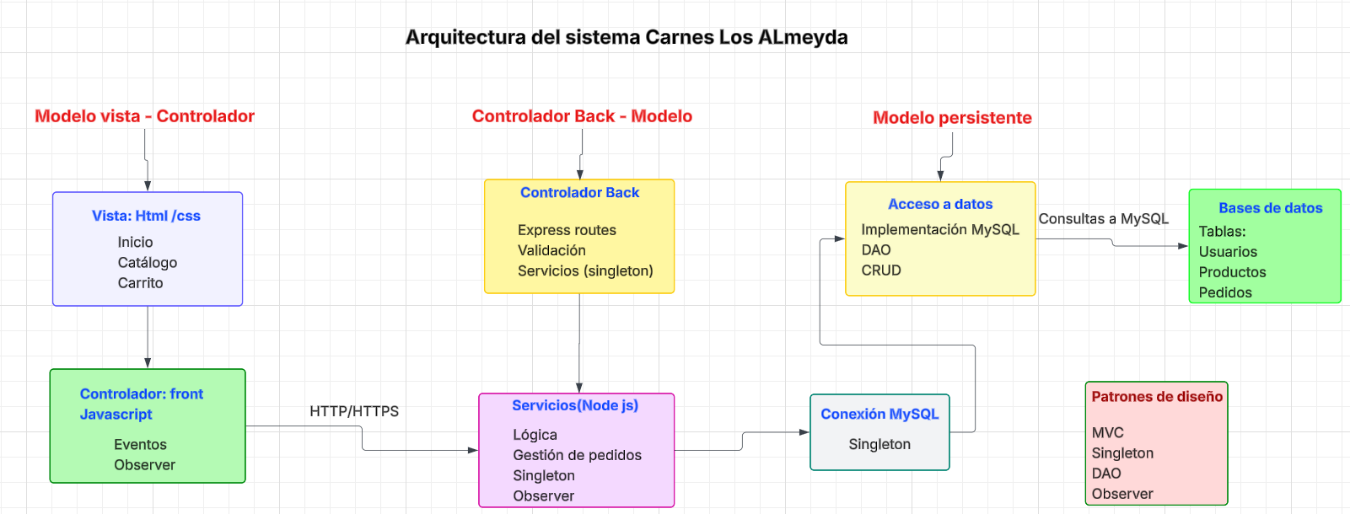 Arquitectura del sistema Carnes Los ALmeyda
Modelo vista - Controlador
Controlador Back - Modelo
Modelo persistente
Vista: Html /css
Inicio
Catálogo
Carrito
Controlador: front
Javascript
Eventos
Observer
HTTP/HTTPS
Controlador Back
Express routes
Validación
Servicios (singleton)
Servicios(Node js)
Lógica
Gestión de pedidos
Singleton
Observer
Conexión MySQL
Singleton
Acceso a datos
Implementación MySQL
DAO
CRUD
Consultas a MySQL
Bases de datos
Tablas:
Usuarios
Productos
Pedidos
Patrones de diseño
MVC
Singleton
DAO
Observer